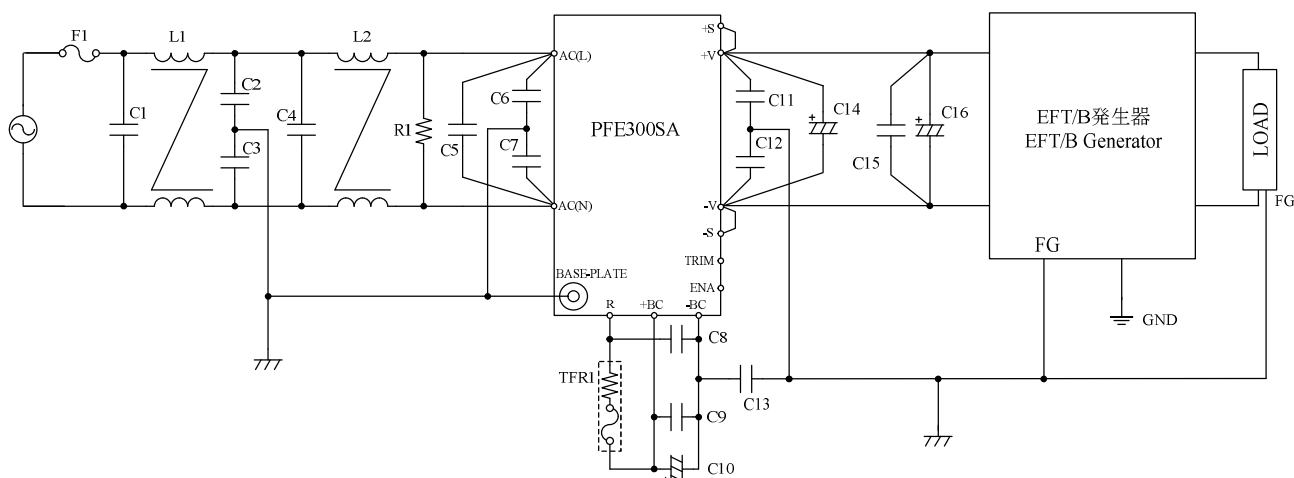 F1
L1
L2
C1
C2
C3
C4
R1
C5
C6
C7
AC(L)
AC(N)
PFE300SA
BASE-PLATE
R
+BC
-BC
+S
+V
-V
-S
TRIM
ENA
C11
C12
C14
C15
C16
EFT/B発生器
EFT/B Generator
FG
GND
LOAD
FG
C8
TFR1
C13
C9
C10